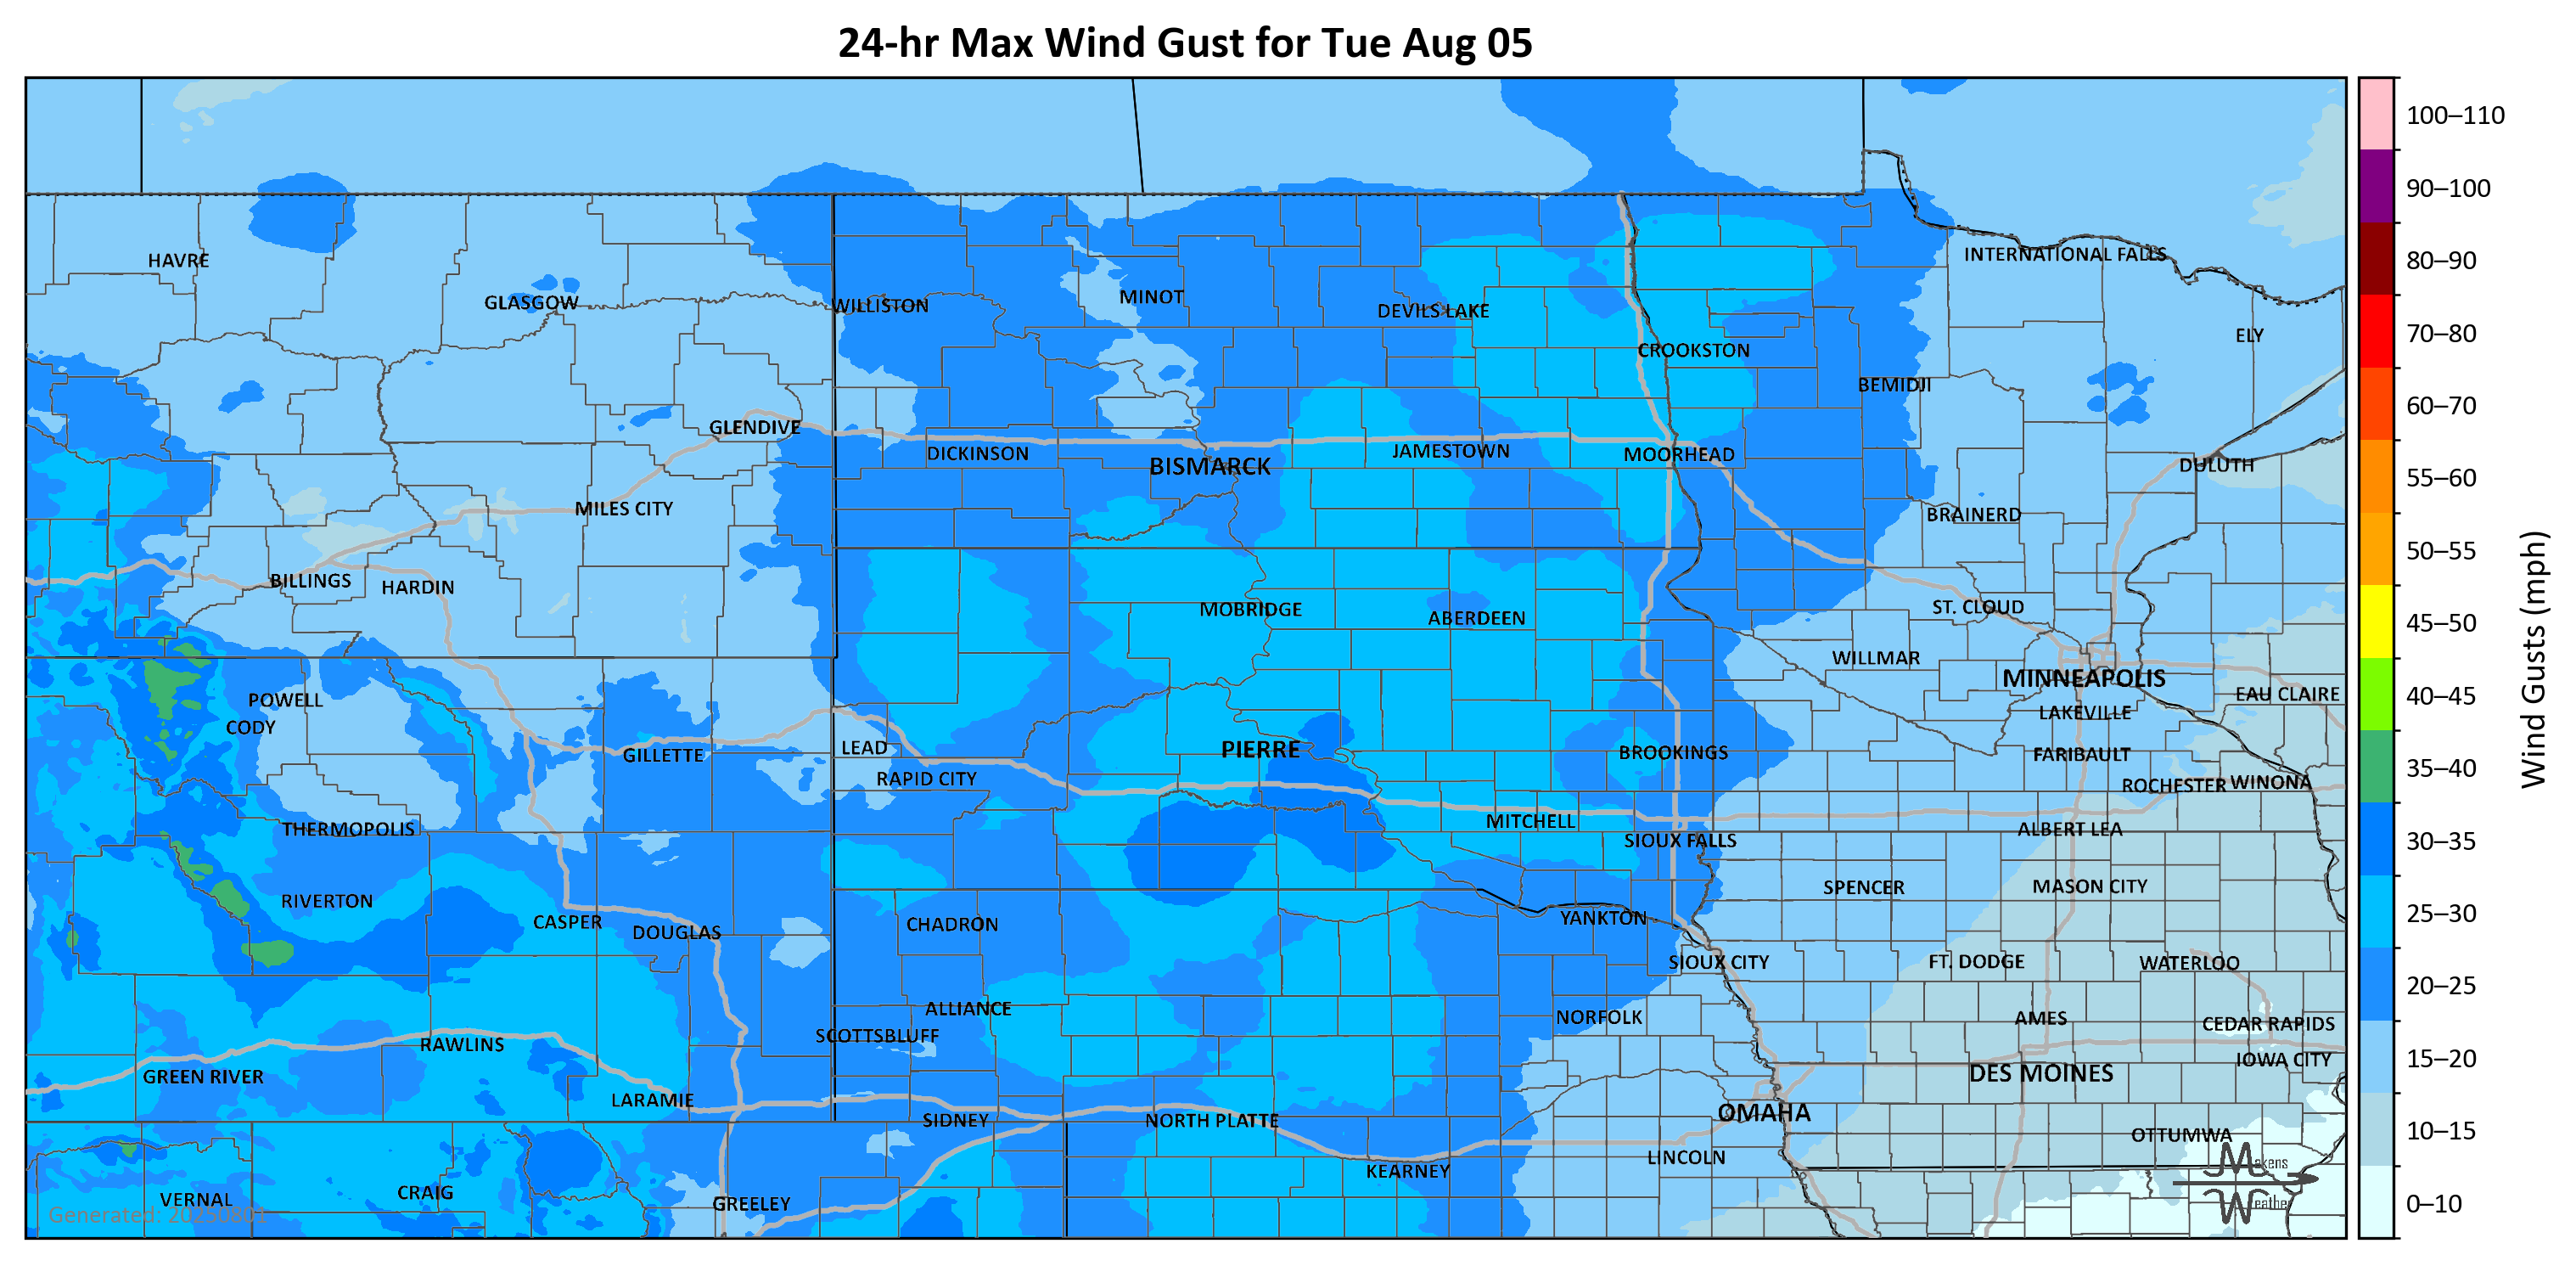 24-hr Max Wind Gust for Tue Aug 05
100–110
90–100
80–90
70–80
60–70
55–60
50–55
45–50
40–45
35–40
30–35
25–30
20–25
15–20
10–15
0–10
Wind Gusts (mph)
HAVRE
GLASGOW
WILLISTON
MINOT
DEVILS LAKE
INTERNATIONAL FALLS
ELY
CROOKSTON
BEMIDJI
GLENDIVE
DICKINSON
BISMARCK
JAMESTOWN
MOORHEAD
DULUTH
MILES CITY
BRAINERD
BILLINGS
HARDIN
MOBRIDGE
ABERDEEN
ST. CLOUD
WILLMAR
MINNEAPOLIS
EAU CLAIRE
POWELL
CODY
LAKEVILLE
GILLETTE
LEAD
PIERRE
BROOKINGS
FARIBAULT
RAPID CITY
ROCHESTER
WINONA
THERMOPOLIS
MITCHELL
SIOUX FALLS
ALBERT LEA
RIVERTON
SPENCER
MASON CITY
CASPER
DOUGLAS
CHADRON
YANKTON
SIOUX CITY
FT. DODGE
WATERLOO
ALLIANCE
NORFOLK
AMES
CEDAR RAPIDS
RAWLINS
SCOTTSBLUFF
IOWA CITY
GREEN RIVER
DES MOINES
LARAMIE
SIDNEY
NORTH PLATTE
OMAHA
OTTUMWA
KEARNEY
LINCOLN
VERNAL
CRAIG
GREELEY
Makens
Weather
Generated: 20250801